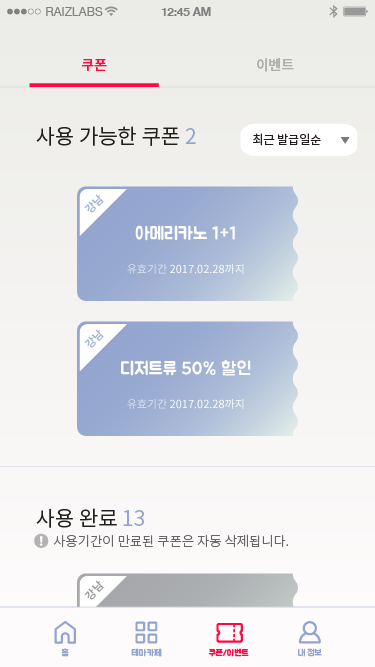 RAIZLABS 12:45 AM
쿠폰 이벤트
사용 가능한 쿠폰 2 최근 발급일순
강남
아메리카노 1+1
유효기간 2017.02.28까지
강남
디저트류 50% 할인
유효기간 2017.02.28까지
사용 완료 13
사용기간이 만료된 쿠폰은 자동 삭제됩니다.
강남
홈 테마카페 쿠폰/이벤트 내 정보